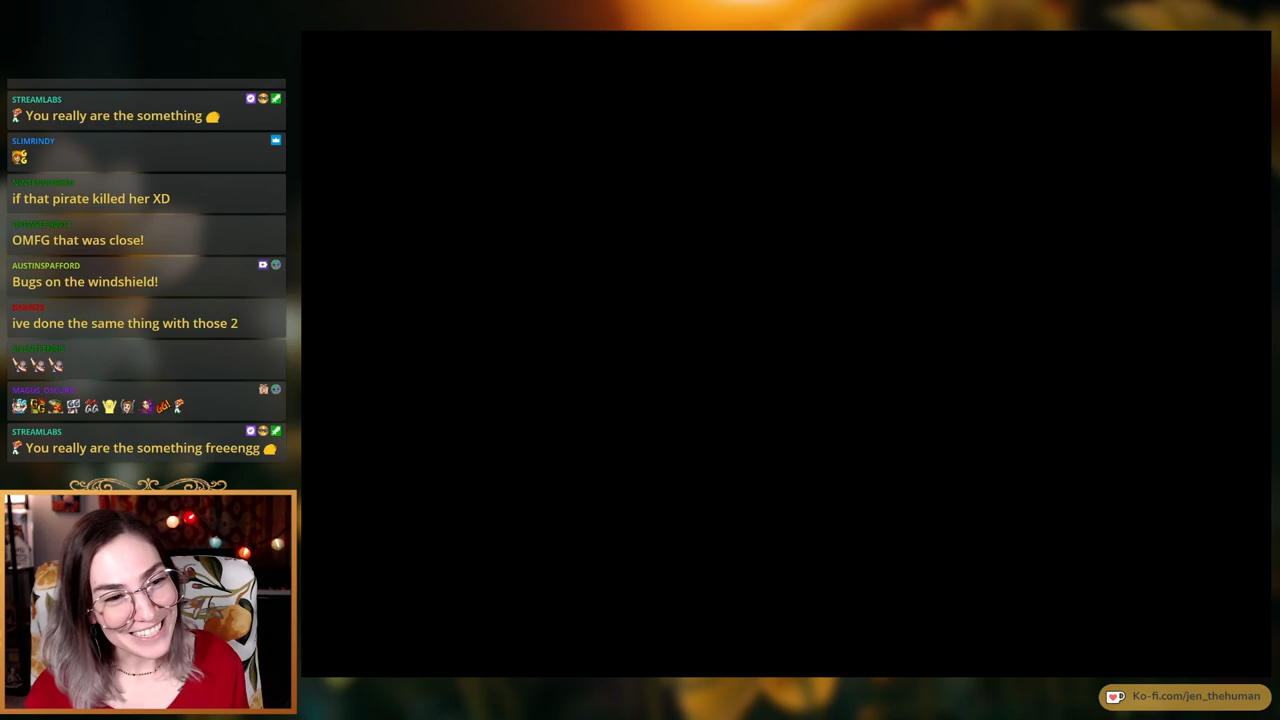 STREAMLABS
You really are the something
SLIMRINDY
if that pirate killed her XD
OMFG that was close!
AUSTINSPAFFORD
Bugs on the windshield!
ive done the same thing with those 2
MAGUS_OSCURO
You really are the something freeengg
STREAMLABS
Ko-fi.com/jen_thehuman